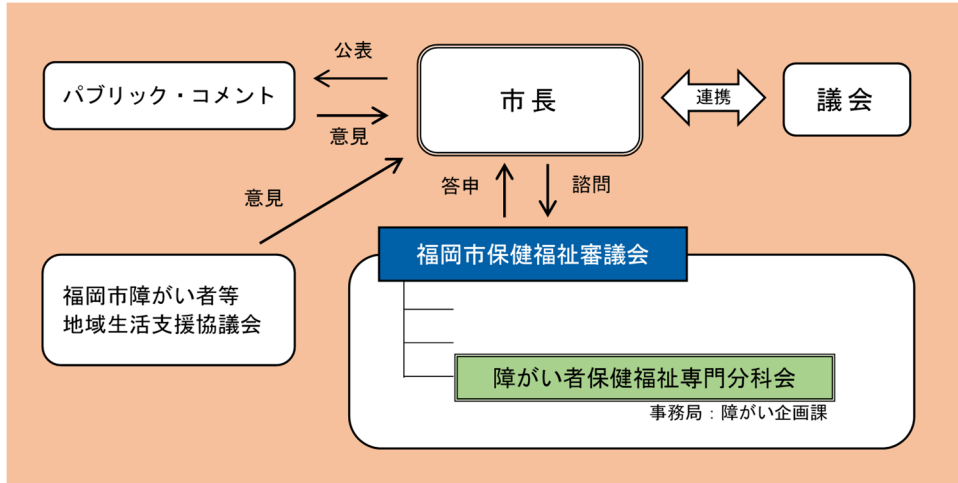 公表
パブリック・コメント
市長
連携
議会
意見
答申
諮問
意見
福岡市保健福祉審議会
福岡市障がい者等
地域生活支援協議会
障がい者保健福祉専門分科会
事務局：障がい企画課